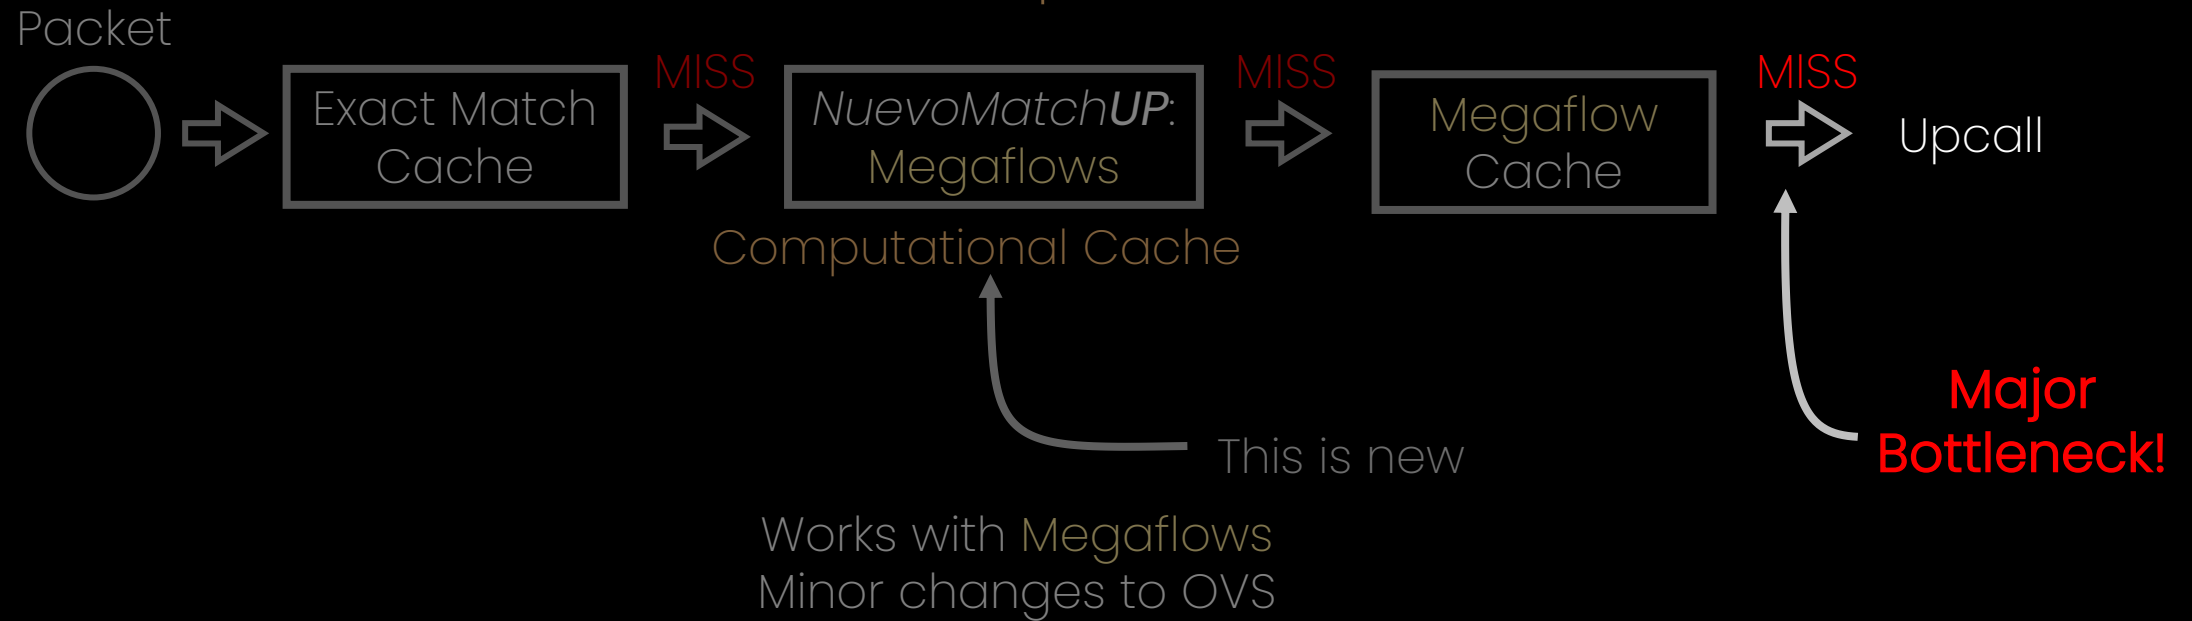 Packet
MISS
MISS
MISS
Exact Match
Cache
NuevoMatchUP:
Megaflows
Megaflow
Cache
Upcall
Computational Cache
Major
Bottleneck!
This is new
Works with Megaflows
Minor changes to OVS